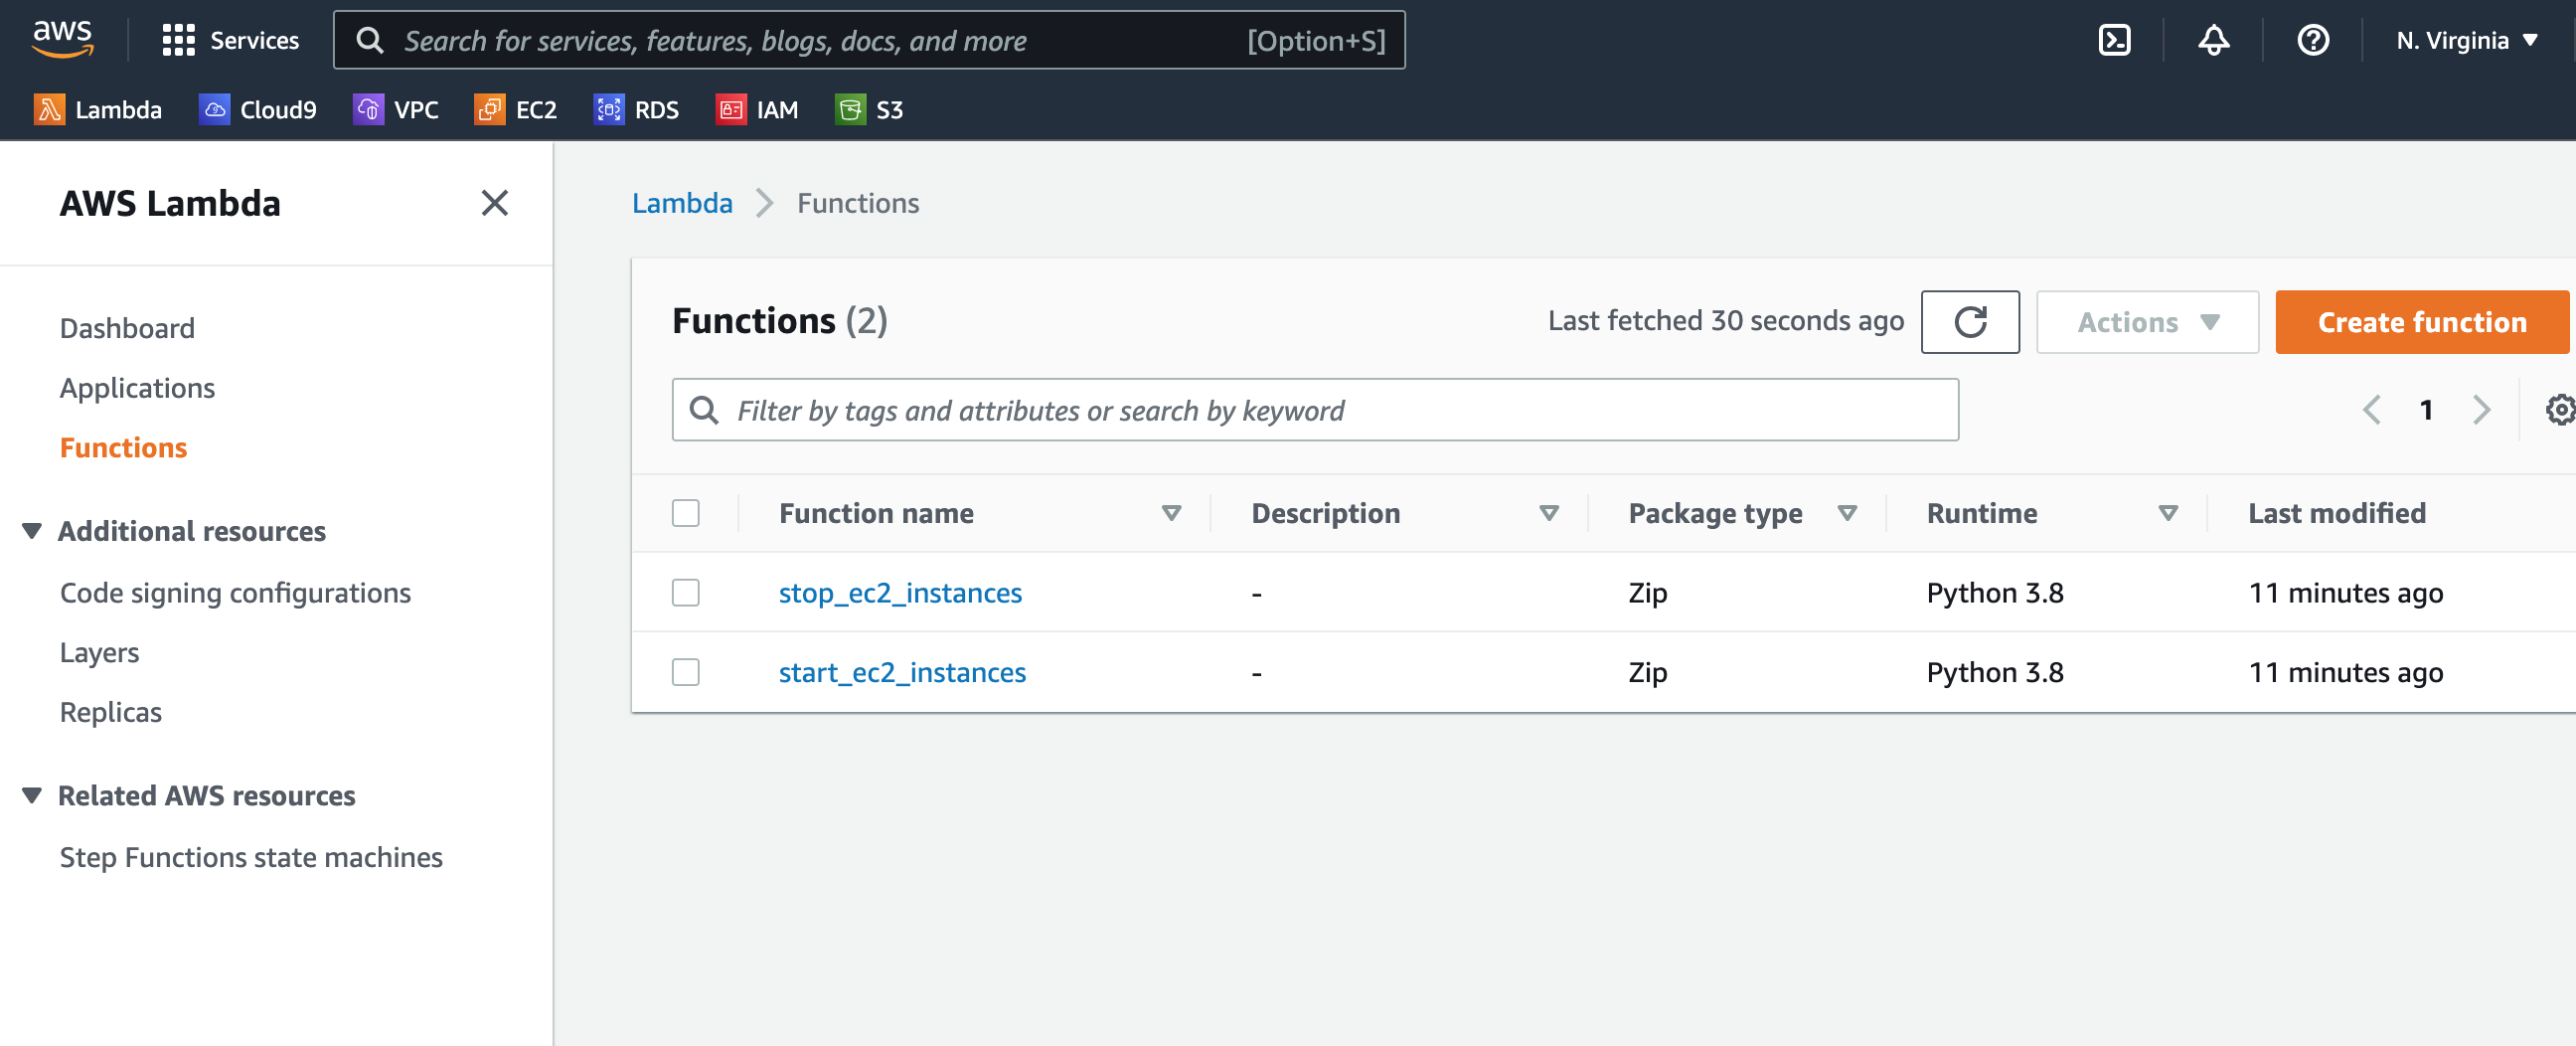 aws Services Search for services, features, blogs, docs, and more [Option+S] N. Virginia
Lambda Cloud9 VPC EC2 RDS IAM S3
AWS Lambda
Dashboard
Applications
Functions
Additional resources
Code signing configurations
Layers
Replicas
Related AWS resources
Step Functions state machines
Lambda Functions
Functions (2) Last fetched 30 seconds ago Actions Create function
Filter by tags and attributes or search by keyword 1
Function name Description Package type Runtime Last modified
stop_ec2_instances - Zip Python 3.8 11 minutes ago
start_ec2_instances - Zip Python 3.8 11 minutes ago